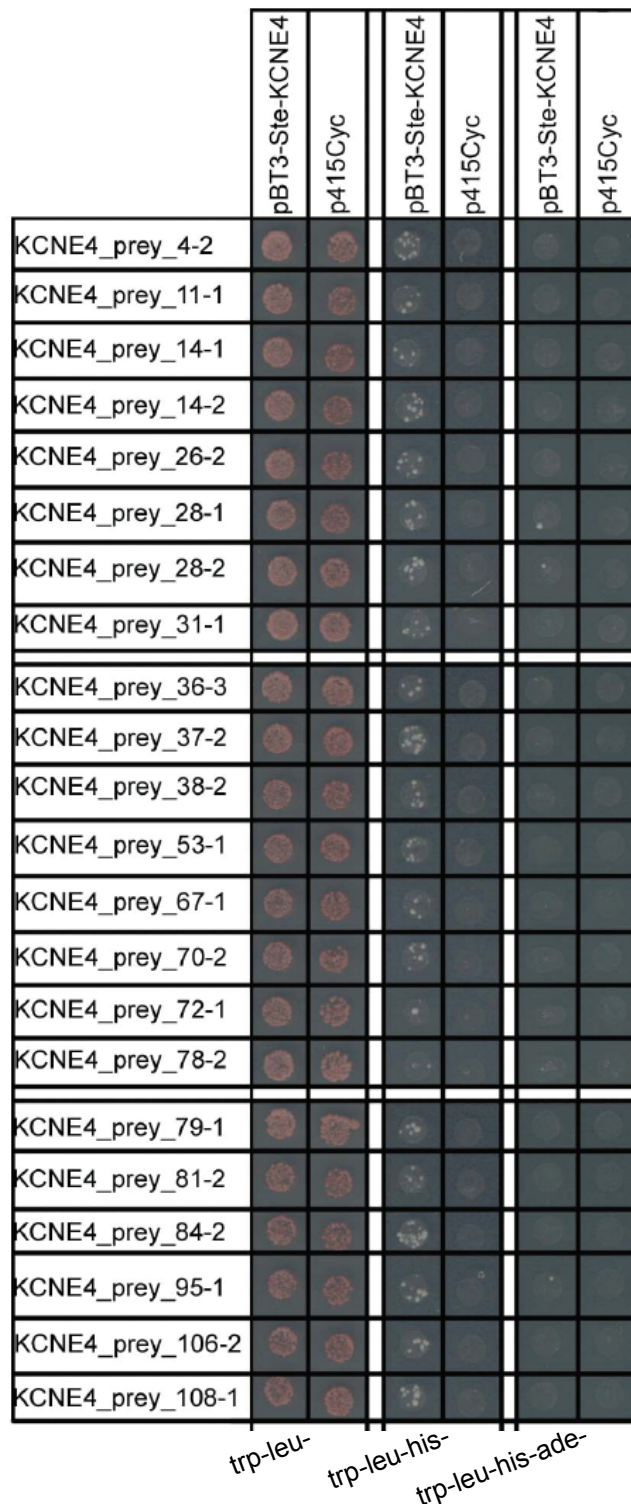 pBT3-Ste-KCNE4
p415Cyc
pBT3-Ste-KCNE4
p415Cyc
pBT3-Ste-KCNE4
p415Cyc
KCNE4_prey_4-2
KCNE4_prey_11-1
KCNE4_prey_14-1
KCNE4_prey_14-2
KCNE4_prey_26-2
KCNE4_prey_28-1
KCNE4_prey_28-2
KCNE4_prey_31-1
KCNE4_prey_36-3
KCNE4_prey_37-2
KCNE4_prey_38-2
KCNE4_prey_53-1
KCNE4_prey_67-1
KCNE4_prey_70-2
KCNE4_prey_72-1
KCNE4_prey_78-2
KCNE4_prey_79-1
KCNE4_prey_81-2
KCNE4_prey_84-2
KCNE4_prey_95-1
KCNE4_prey_106-2
KCNE4_prey_108-1
trp-leu-
trp-leu-his-
trp-leu-his-ade-